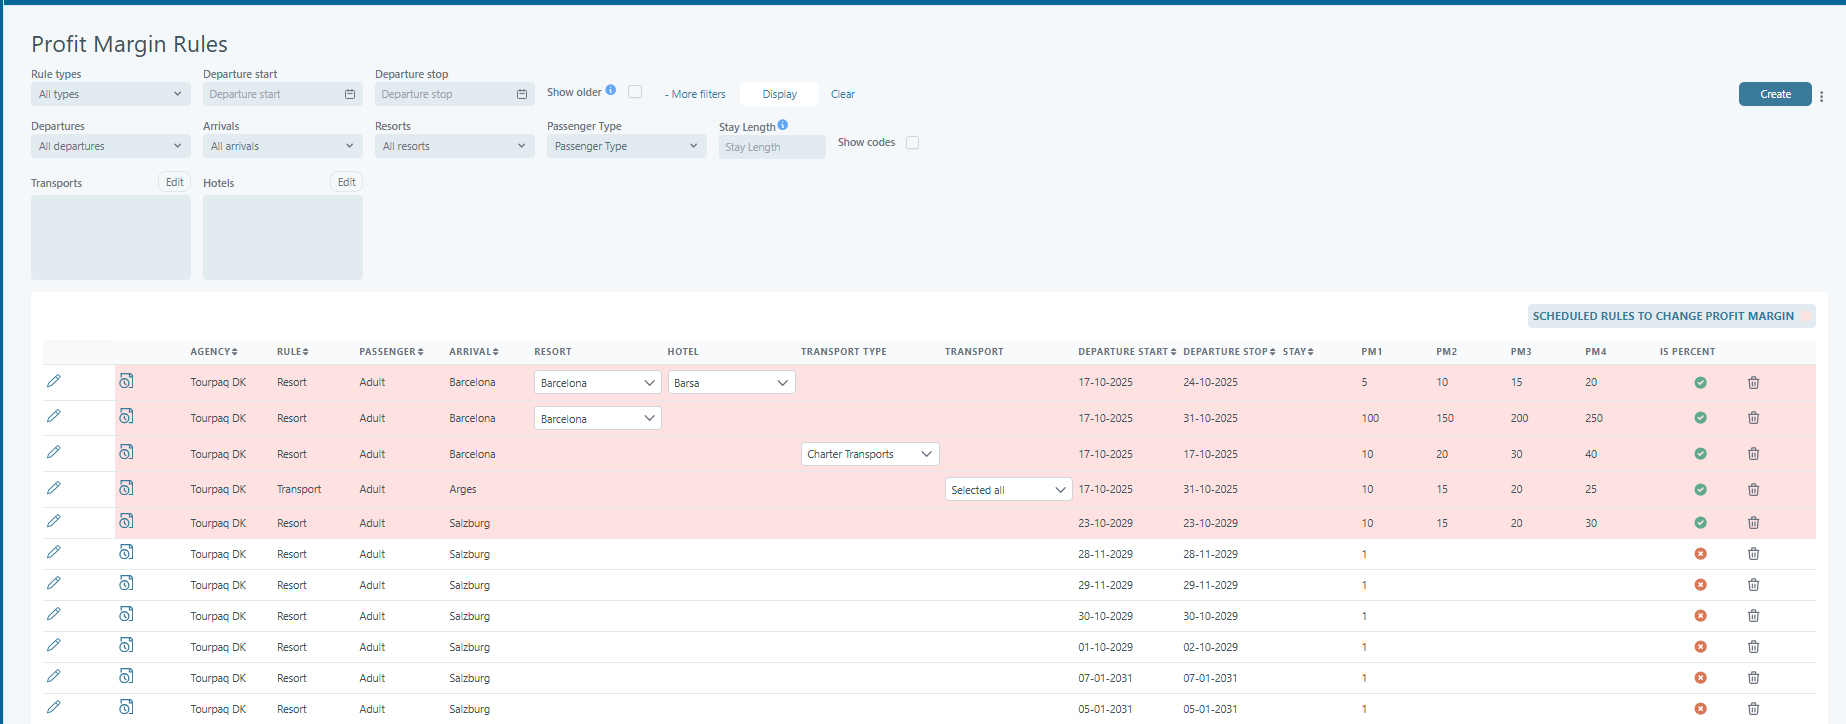 Profit Margin Rules
Rule types Departure start Departure stop
All types Departure start Departure stop Show older - More filters Display Clear Create
Departures Arrivals Resorts Passenger Type Stay Length
All departures All arrivals All resorts Passenger Type Stay Length Show codes
Transports Edit Hotels Edit
SCHEDULED RULES TO CHANGE PROFIT MARGIN
AGENCY RULE PASSENGER ARRIVAL RESORT HOTEL TRANSPORT TYPE TRANSPORT DEPARTURE START DEPARTURE STOP STAY PM1 PM2 PM3 PM4 IS PERCENT
Tourpaq DK Resort Adult Barcelona Barcelona Barsa 17-10-2025 24-10-2025 5 10 15 20
Tourpaq DK Resort Adult Barcelona Barcelona 17-10-2025 31-10-2025 100 150 200 250
Tourpaq DK Resort Adult Barcelona Charter Transports 17-10-2025 17-10-2025 10 20 30 40
Tourpaq DK Transport Adult Arges Selected all 17-10-2025 31-10-2025 10 15 20 25
Tourpaq DK Resort Adult Salzburg 23-10-2029 23-10-2029 10 15 20 30
Tourpaq DK Resort Adult Salzburg 28-11-2029 28-11-2029 1
Tourpaq DK Resort Adult Salzburg 29-11-2029 29-11-2029 1
Tourpaq DK Resort Adult Salzburg 30-10-2029 30-10-2029 1
Tourpaq DK Resort Adult Salzburg 01-10-2029 02-10-2029 1
Tourpaq DK Resort Adult Salzburg 07-01-2031 07-01-2031 1
Tourpaq DK Resort Adult Salzburg 05-01-2031 05-01-2031 1